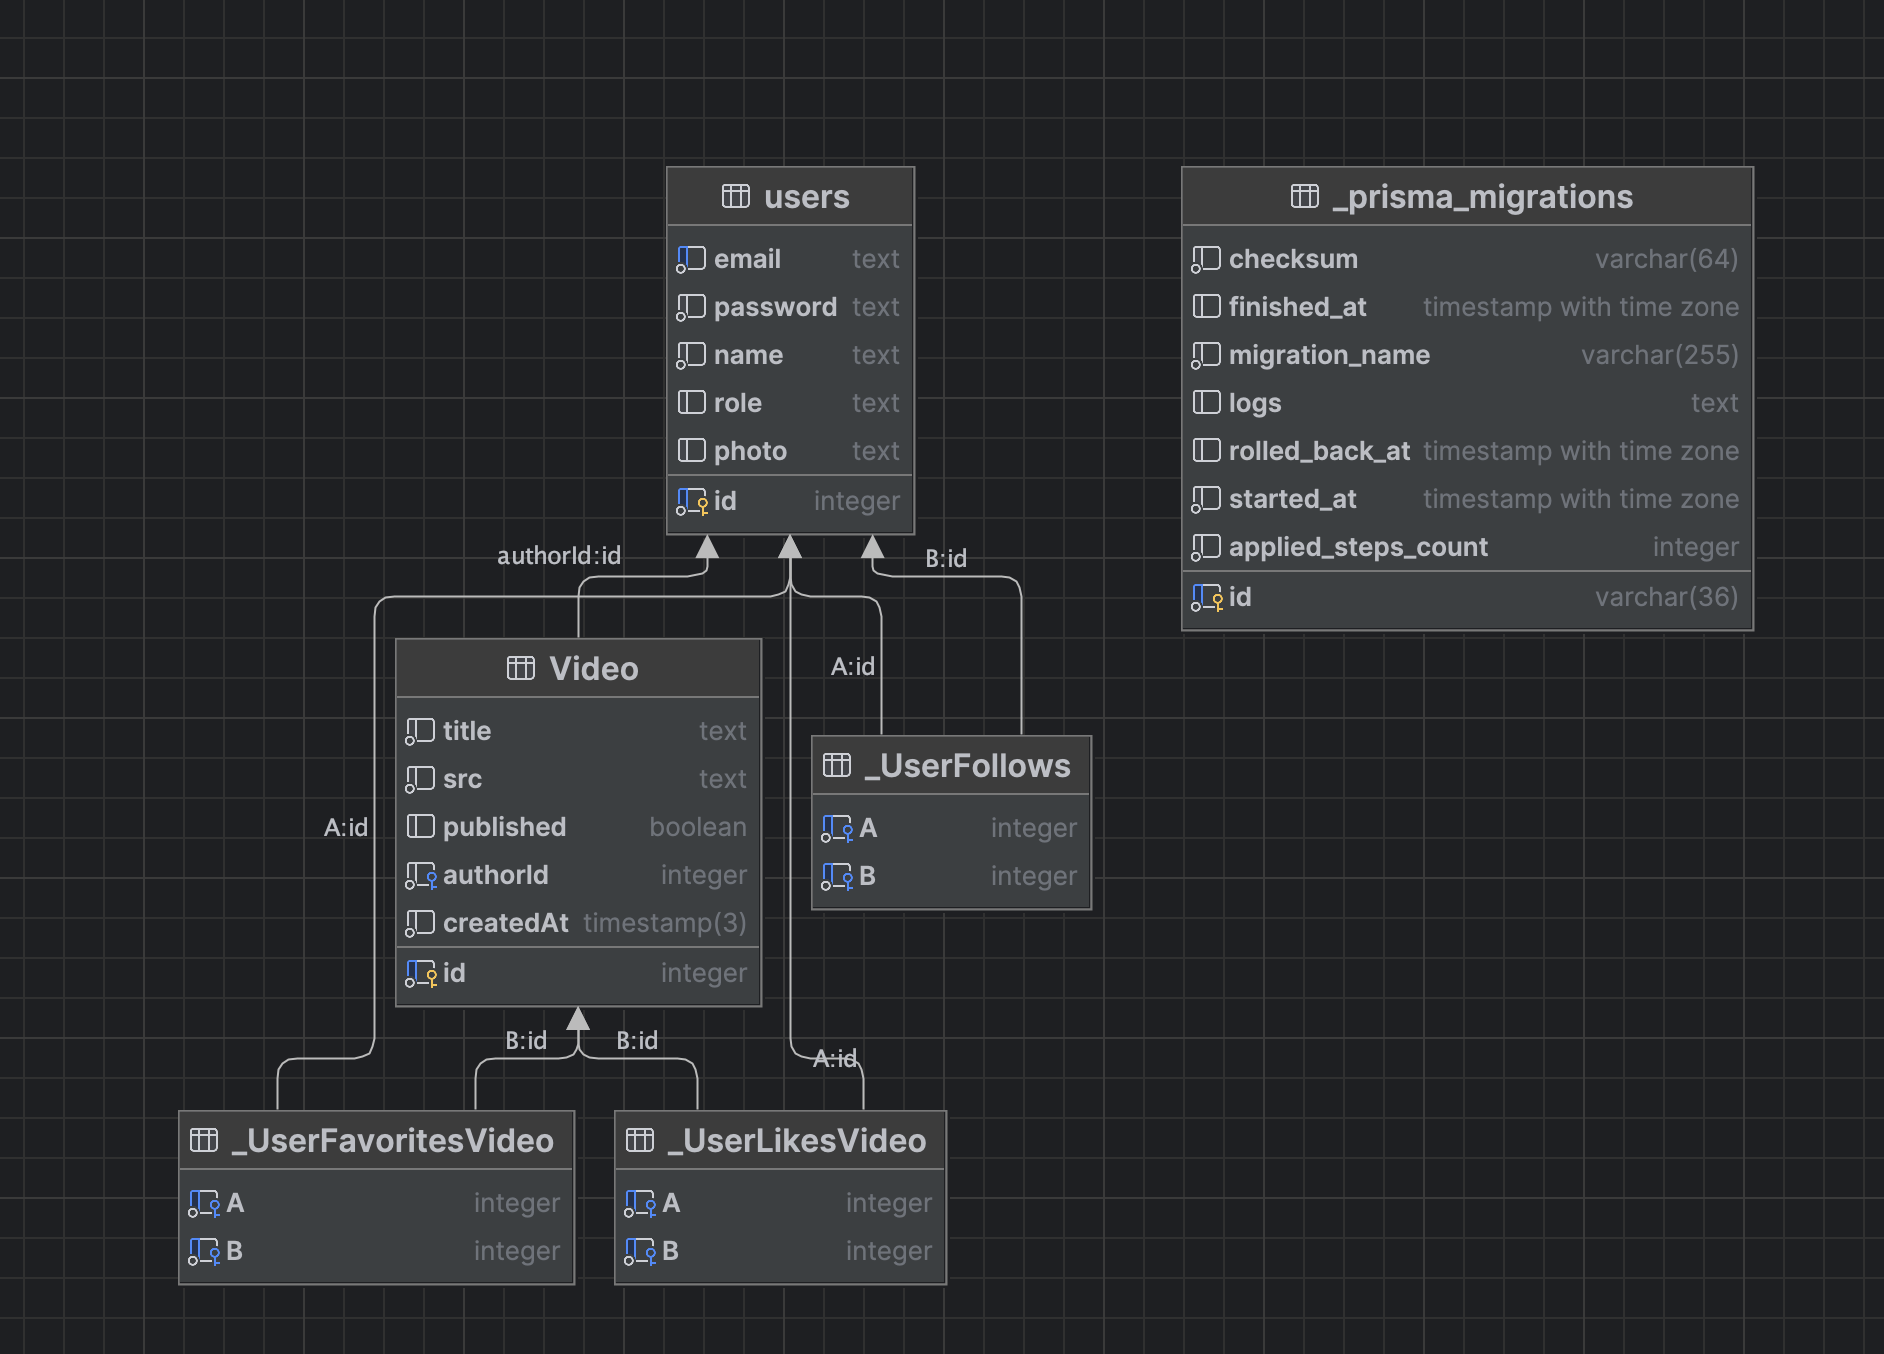 users
email text
password text
name text
role text
photo text
id integer
_prisma_migrations
checksum varchar(64)
finished_at timestamp with time zone
migration_name varchar(255)
logs text
rolled_back_at timestamp with time zone
started_at timestamp with time zone
applied_steps_count integer
id varchar(36)
authorId:id
B:id
A:id
Video
title text
src text
published boolean
authorId integer
createdAt timestamp(3)
id integer
_UserFollows
A integer
B integer
A:id
B:id
B:id
A:id
_UserFavoritesVideo
A integer
B integer
_UserLikesVideo
A integer
B integer